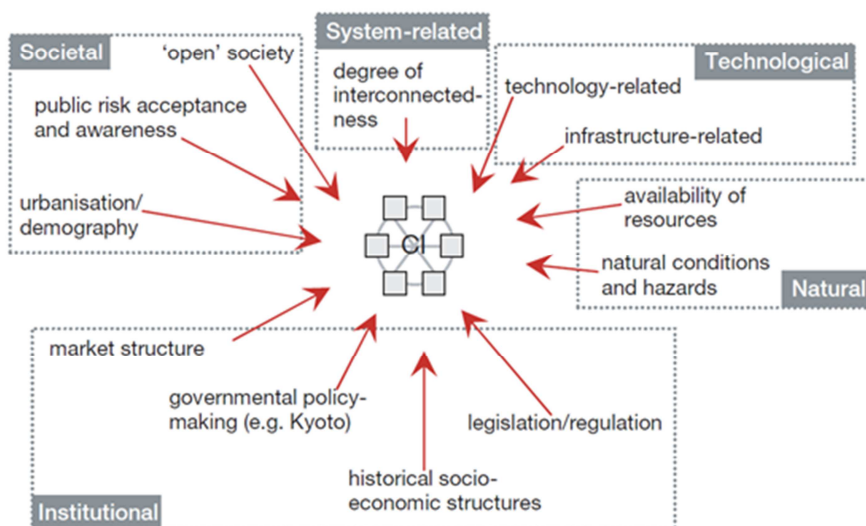 Societal
'open' society
public risk acceptance
and awareness
urbanisation/
demography
System-related
degree of
interconnected-
ness
Technological
technology-related
infrastructure-related
availability of
resources
natural conditions
and hazards
Natural
CI
market structure
governmental policy-
making (e.g. Kyoto)
historical socio-
economic structures
legislation/regulation
Institutional